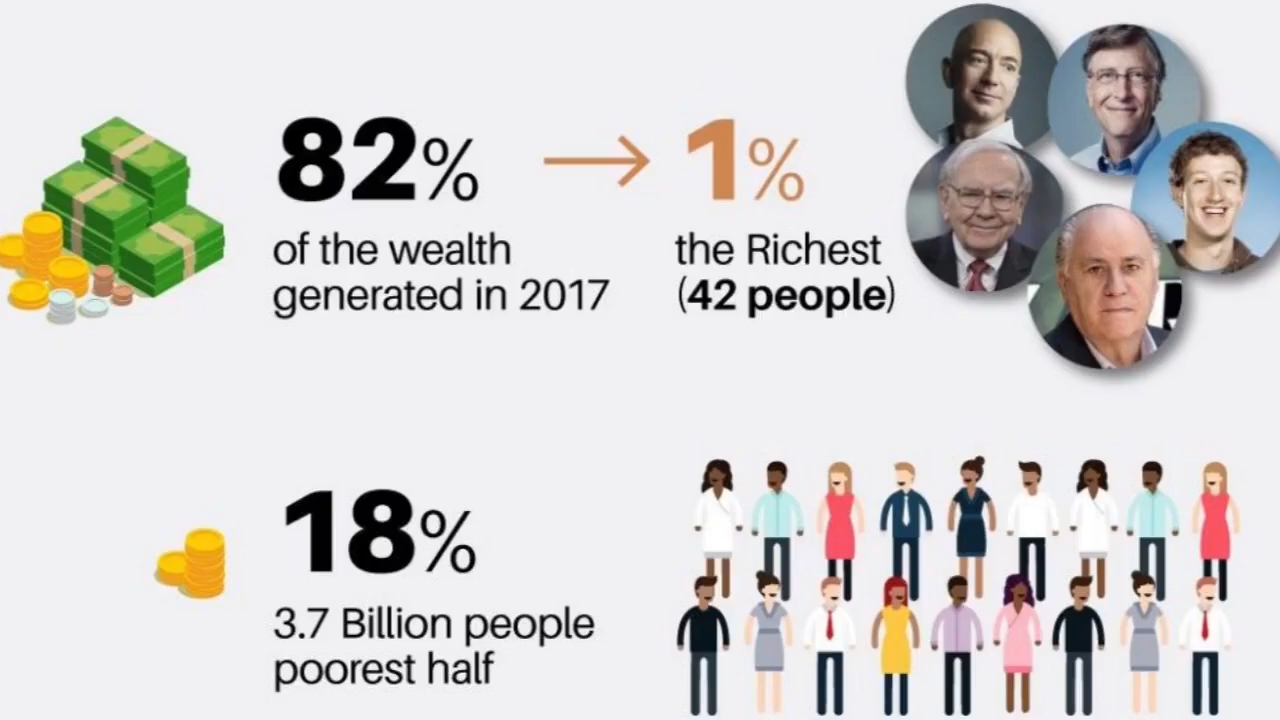 82% → 1%
of the wealth
generated in 2017
the Richest
(42 people)
18%
3.7 Billion people
poorest half